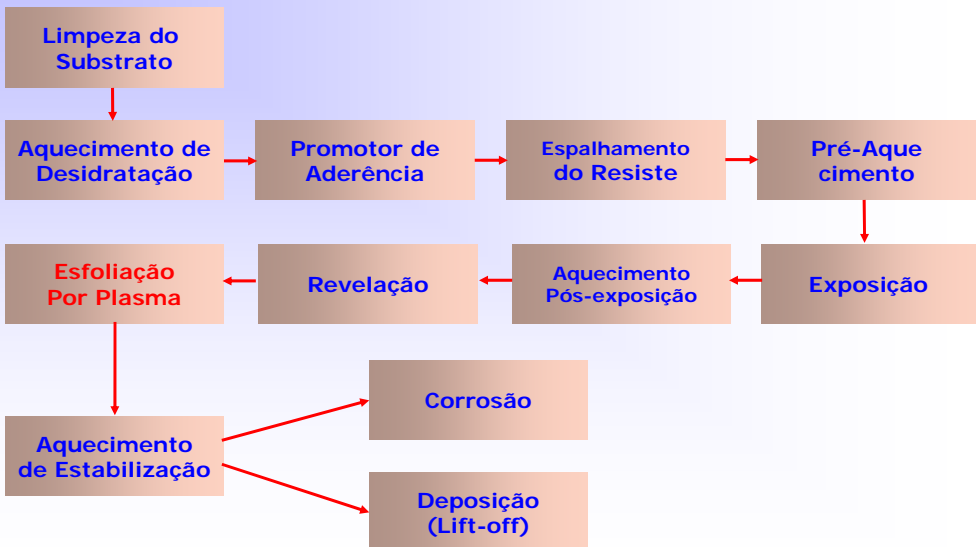 Limpeza do
Substrato
Aquecimento de
Desidratação
Promotor de
Aderência
Espalhamento
do Resiste
Pré-Aque
cimento
Exposição
Aquecimento
Pós-exposição
Revelação
Esfoliação
Por Plasma
Aquecimento
de Estabilização
Corrosão
Deposição
(Lift-off)